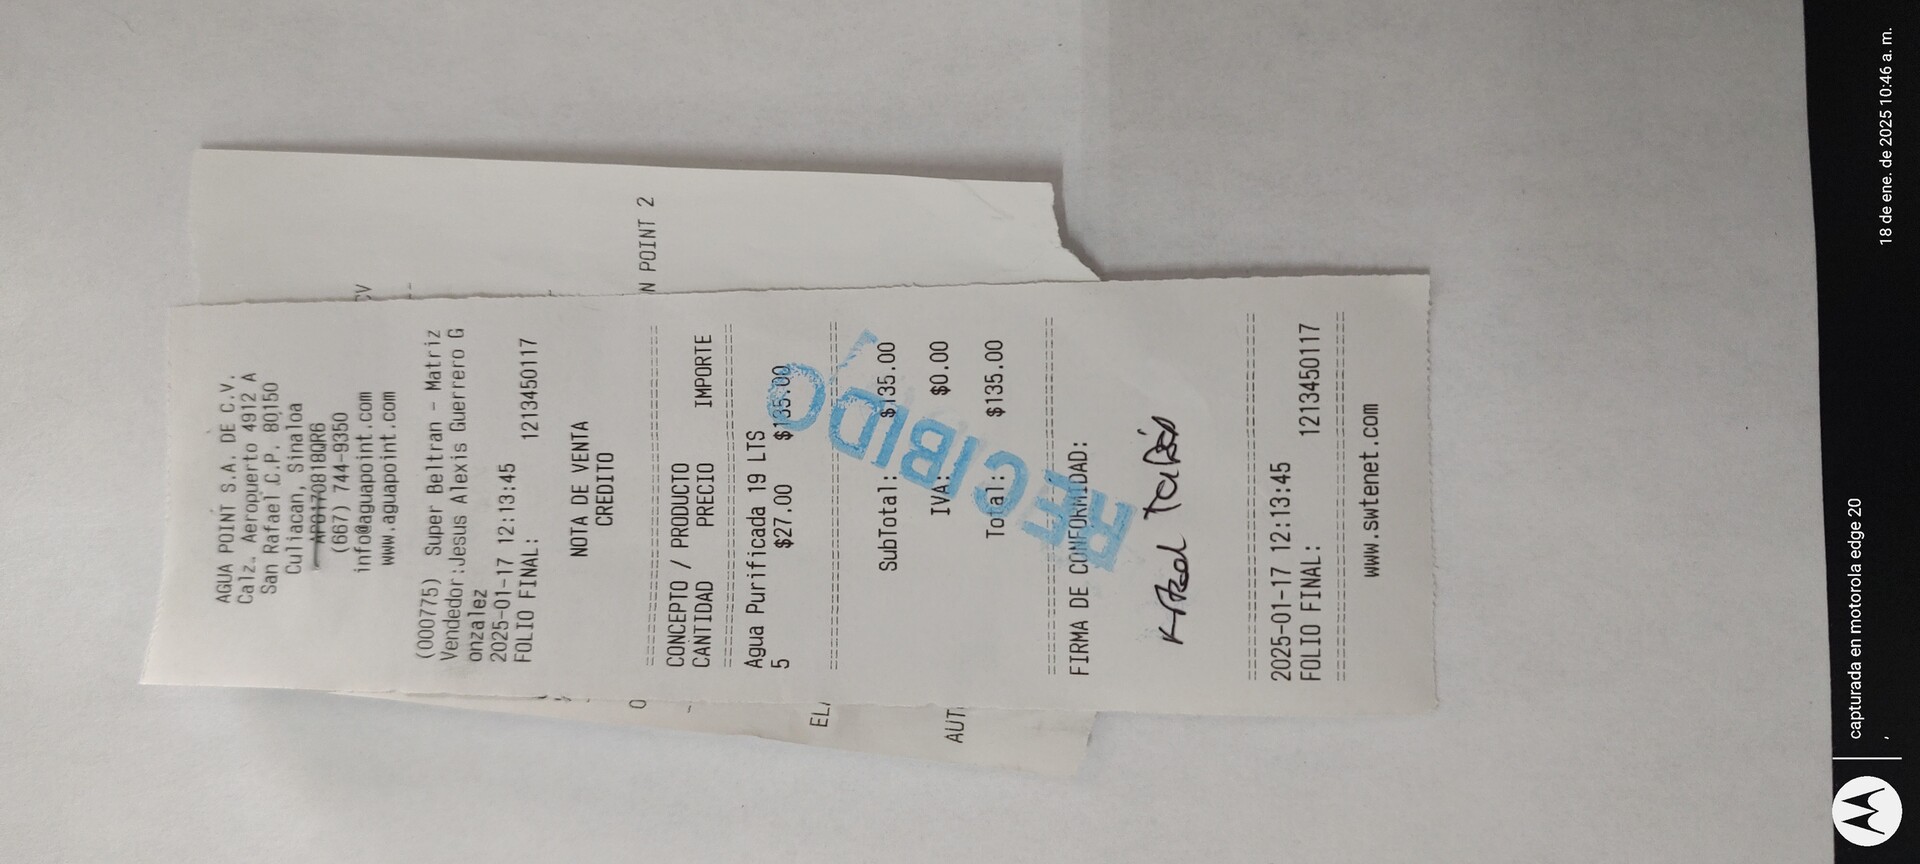 AGUA POINT S.A. DE C.V.
Calz. Aeropuerto 4912 A
San Rafael C.P. 80150
Culiacan, Sinaloa
APO170818QR6
(667) 744-9350
info@aguapoint.com
www.aguapoint.com
(000775) Super Beltran - Matriz
Vendedor:Jesus Alexis Guerrero G
onzalez
2025-01-17 12:13:45
FOLIO FINAL: 1213450117
NOTA DE VENTA
CREDITO
CONCEPTO / PRODUCTO
CANTIDAD PRECIO IMPORTE
Agua Purificada 19 LTS
5 $27.00 $135.00
SubTotal: $135.00
IVA: $0.00
Total: $135.00
RECIBIDO
FIRMA DE CONFORMIDAD:
2025-01-17 12:13:45
FOLIO FINAL: 1213450117
www.swtenet.com
CV
N POINT 2
O
EL
AUT
capturada en motorola edge 20
,
18 de ene. de 2025 10:46 a. m.